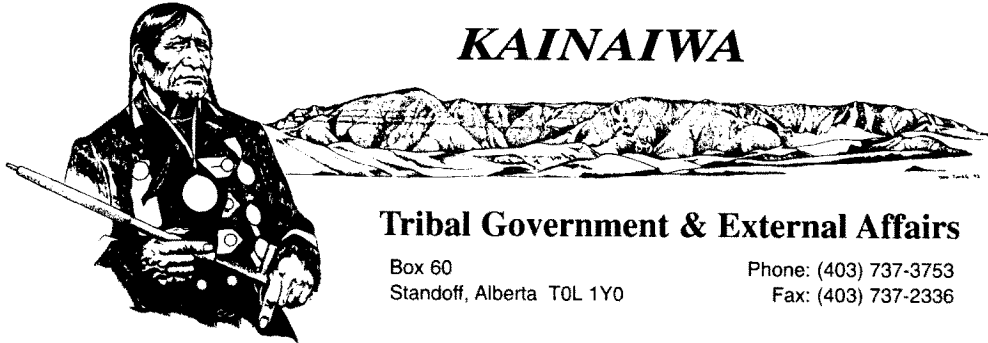 KAINAIWA
Tribal Government & External Affairs
Box 60
Standoff, Alberta T0L 1Y0
Phone: (403) 737-3753
Fax: (403) 737-2336